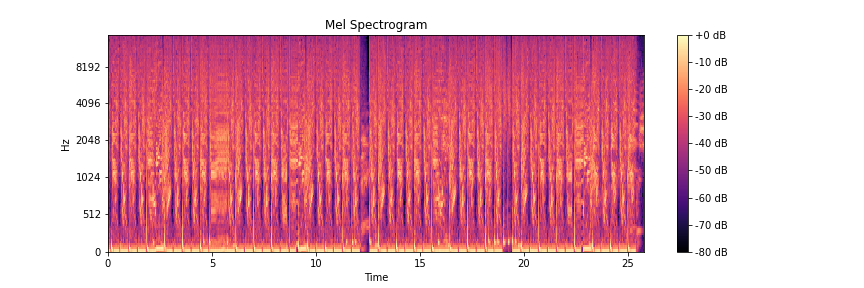 Mel Spectrogram
+0 dB
-10 dB
-20 dB
-30 dB
-40 dB
-50 dB
-60 dB
-70 dB
-80 dB
8192
4096
2048
1024
512
0
Hz
0 5 10 15 20 25
Time